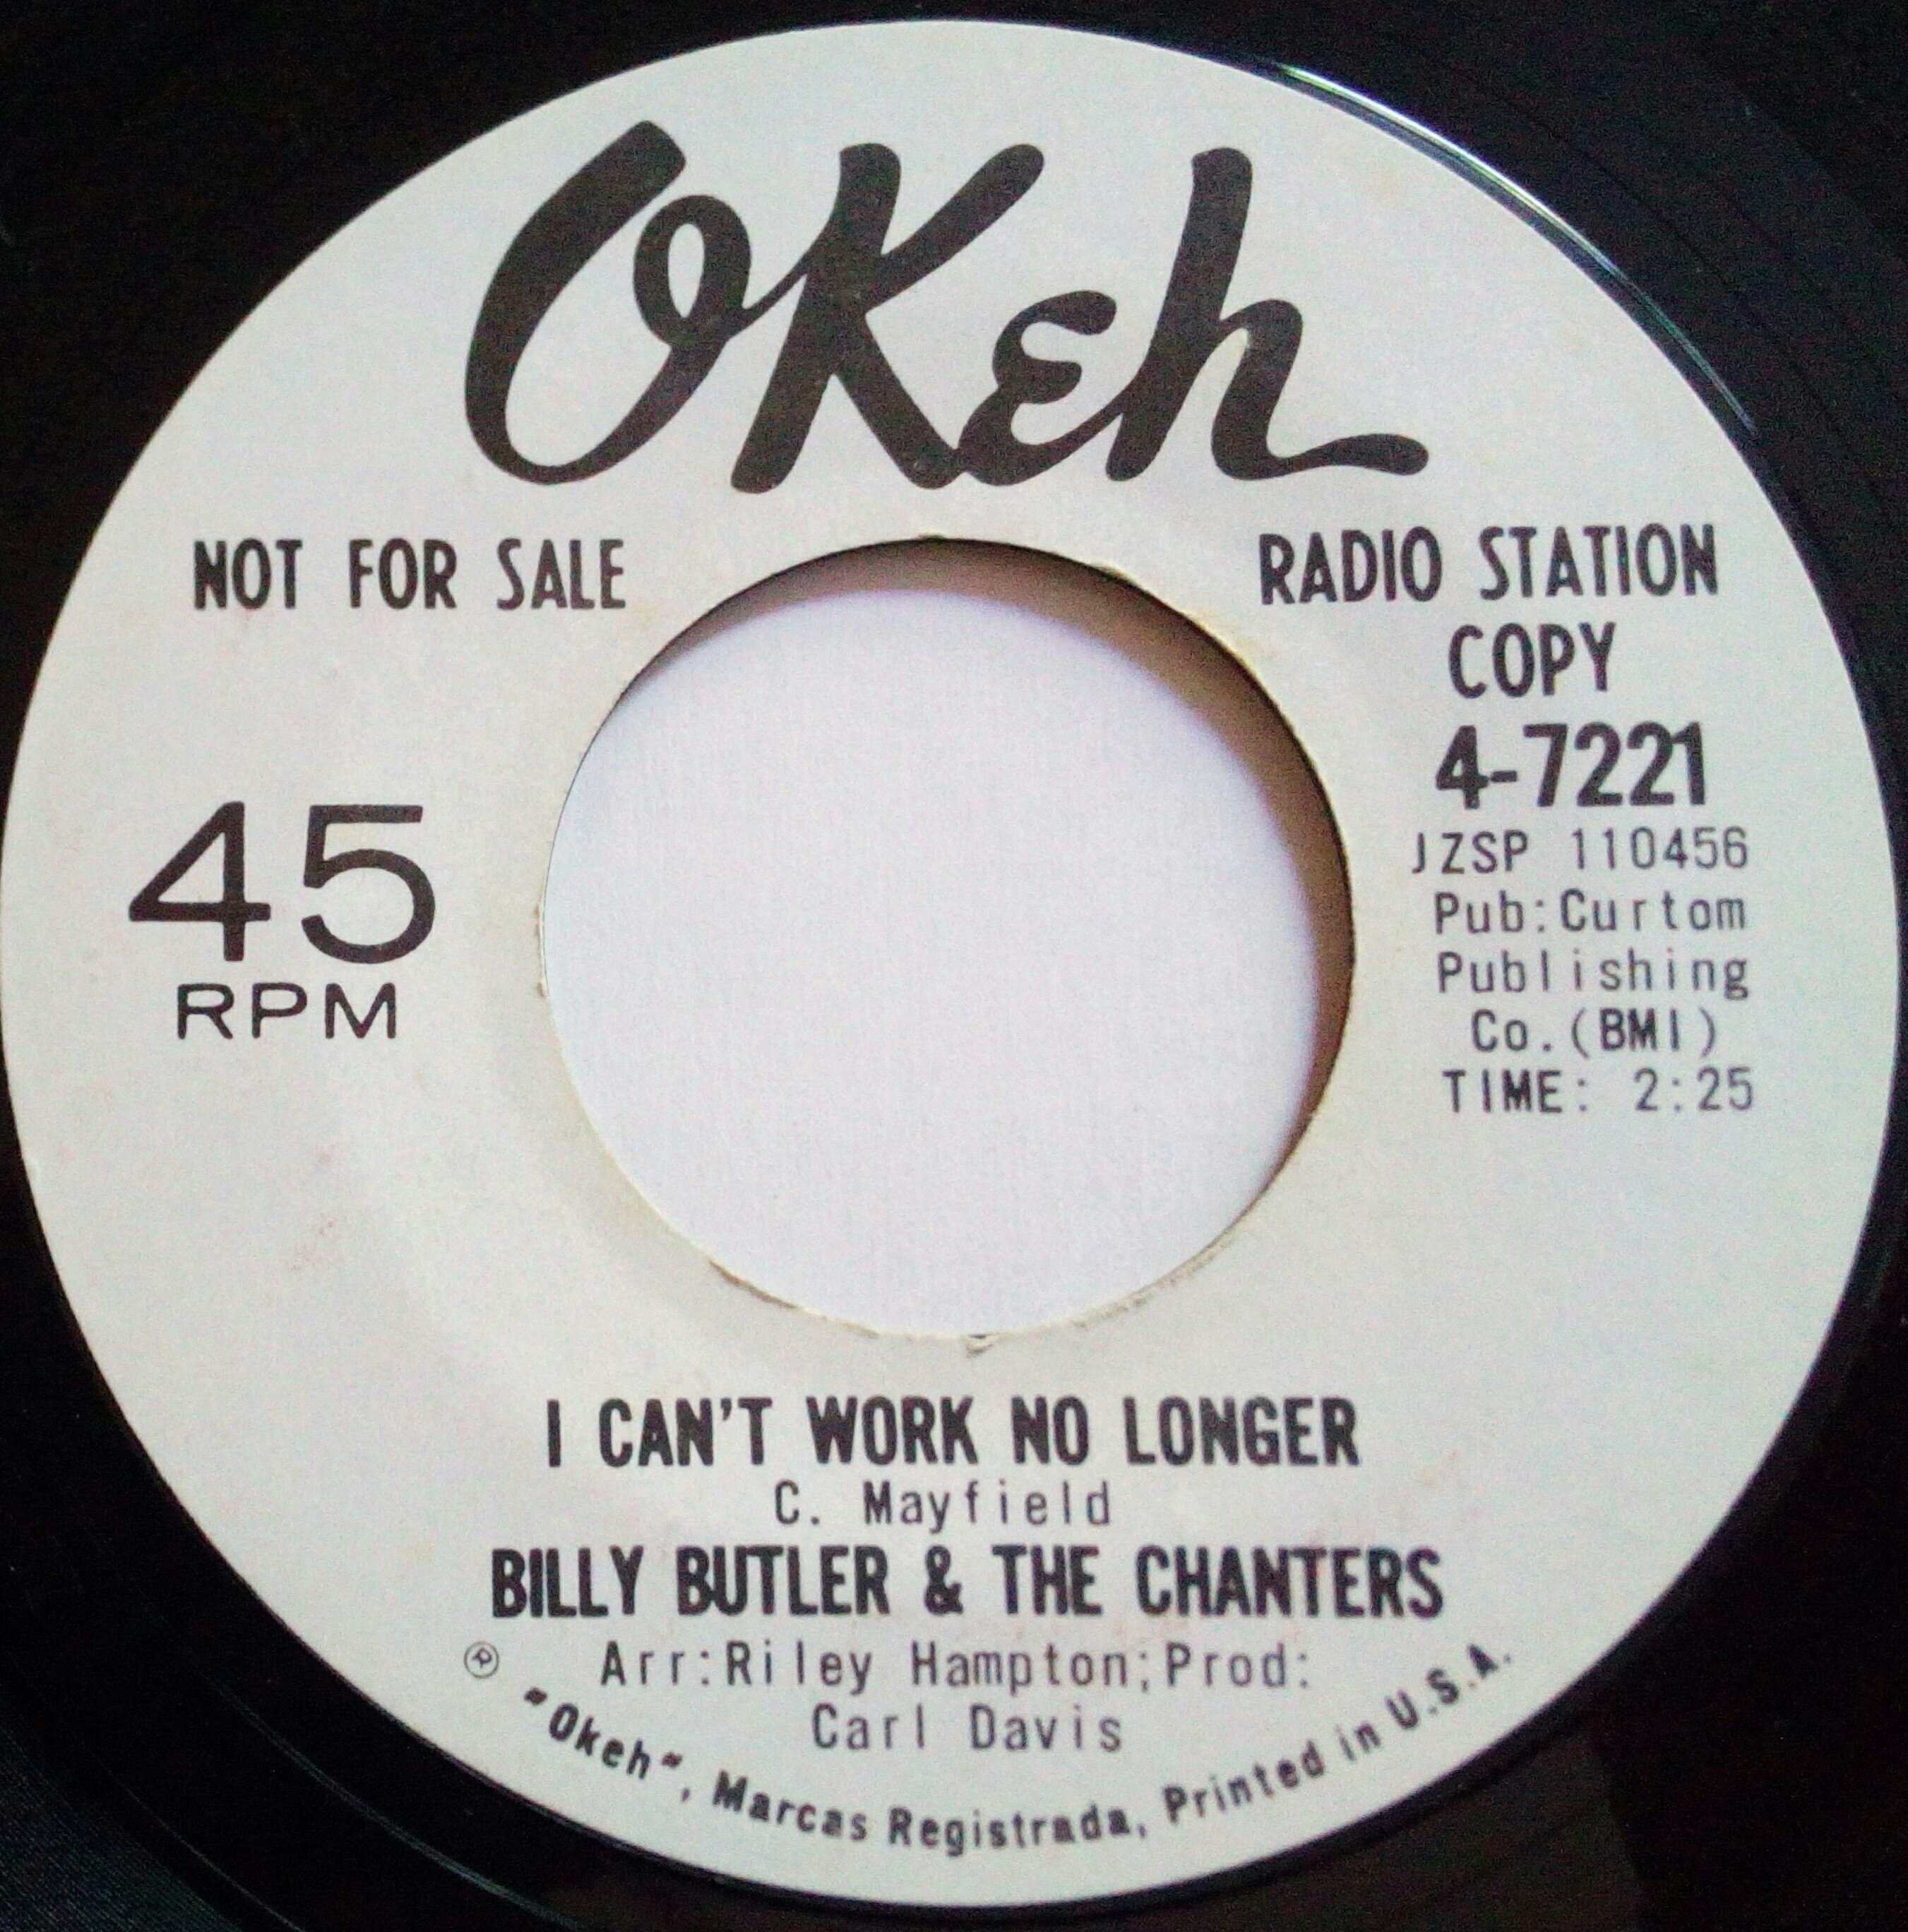 OKeh
NOT FOR SALE
RADIO STATION
COPY
4-7221
JZSP 110456
Pub:Curtom
Publishing
Co.(BMI)
TIME: 2:25
45
RPM
I CAN'T WORK NO LONGER
C. Mayfield
BILLY BUTLER & THE CHANTERS
Arr:Riley Hampton;Prod:
Carl Davis
® "Okeh", Marcas Registrada, Printed in U.S.A.